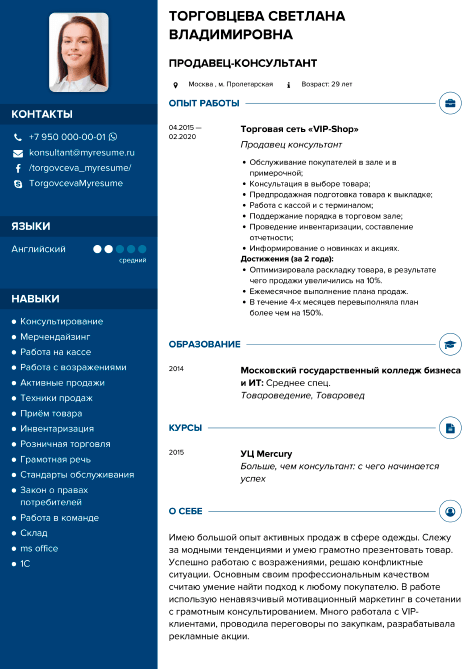 ТОРГОВЦЕВА СВЕТЛАНА
ВЛАДИМИРОВНА
ПРОДАВЕЦ-КОНСУЛЬТАНТ
Москва , м. Пролетарская
Возраст: 29 лет
КОНТАКТЫ
+7 950 000-00-01
konsultant@myresume.ru
/torgovceva_myresume/
TorgovcevaMyresume
ЯЗЫКИ
Английский
средний
НАВЫКИ
Консультирование
Мерчендайзинг
Работа на кассе
Работа с возражениями
Активные продажи
Техники продаж
Приём товара
Инвентаризация
Розничная торговля
Грамотная речь
Стандарты обслуживания
Закон о правах
потребителей
Работа в команде
Склад
ms office
1С
ОПЫТ РАБОТЫ
04.2015 —
02.2020
Торговая сеть «VIP-Shop»
Продавец консультант
Обслуживание покупателей в зале и в
примерочной;
Консультация в выборе товара;
Предпродажная подготовка товара к выкладке;
Работа с кассой и с терминалом;
Поддержание порядка в торговом зале;
Проведение инвентаризации, составление
отчетности;
Информирование о новинках и акциях.
Достижения (за 2 года):
Оптимизировала раскладку товара, в результате
чего продажи увеличились на 10%.
Ежемесячное выполнение плана продаж.
В течение 4-х месяцев перевыполняла план
более чем на 150%.
ОБРАЗОВАНИЕ
2014
Московский государственный колледж бизнеса
и ИТ: Среднее спец.
Товароведение, Товаровед
КУРСЫ
2015
УЦ Mercury
Больше, чем консультант: с чего начинается
успех
О СЕБЕ
Имею большой опыт активных продаж в сфере одежды. Слежу
за модными тенденциями и умею грамотно презентовать товар.
Успешно работаю с возражениями, решаю конфликтные
ситуации. Основным своим профессиональным качеством
считаю умение найти подход к любому покупателю. В работе
использую ненавязчивый мотивационный маркетинг в сочетании
с грамотным консультированием. Много работала с VIP-
клиентами, проводила переговоры по закупкам, разрабатывала
рекламные акции.